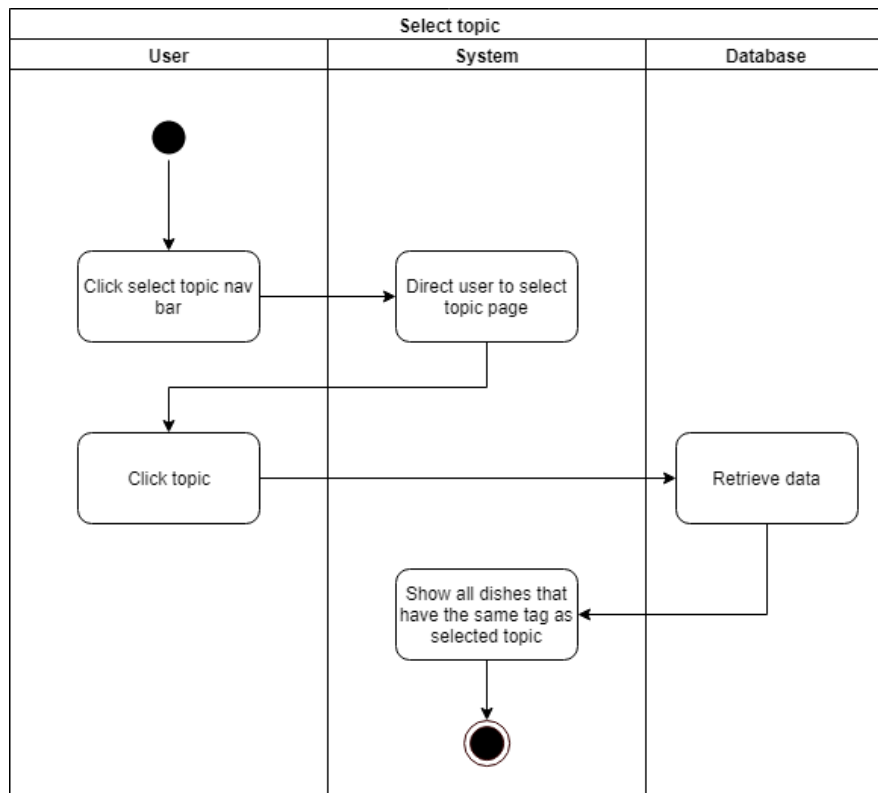 Select topic
User
System
Database
Click select topic nav
bar
Direct user to select
topic page
Click topic
Retrieve data
Show all dishes that
have the same tag as
selected topic